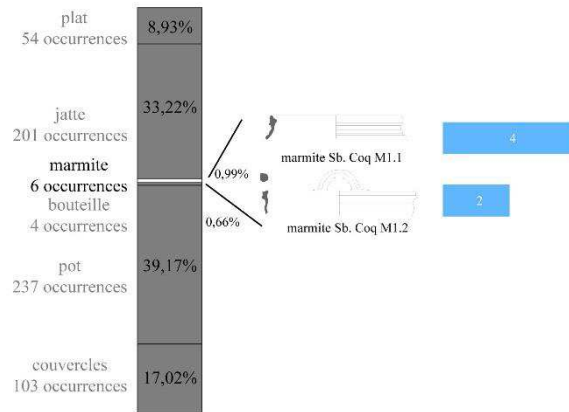 plat
54 occurrences
8,93%
jatte
201 occurrences
33,22%
marmite
6 occurrences
0,99%
marmite Sb. Coq M1.1
4
bouteille
4 occurrences
0,66%
marmite Sb. Coq M1.2
2
pot
237 occurrences
39,17%
couvercles
103 occurrences
17,02%